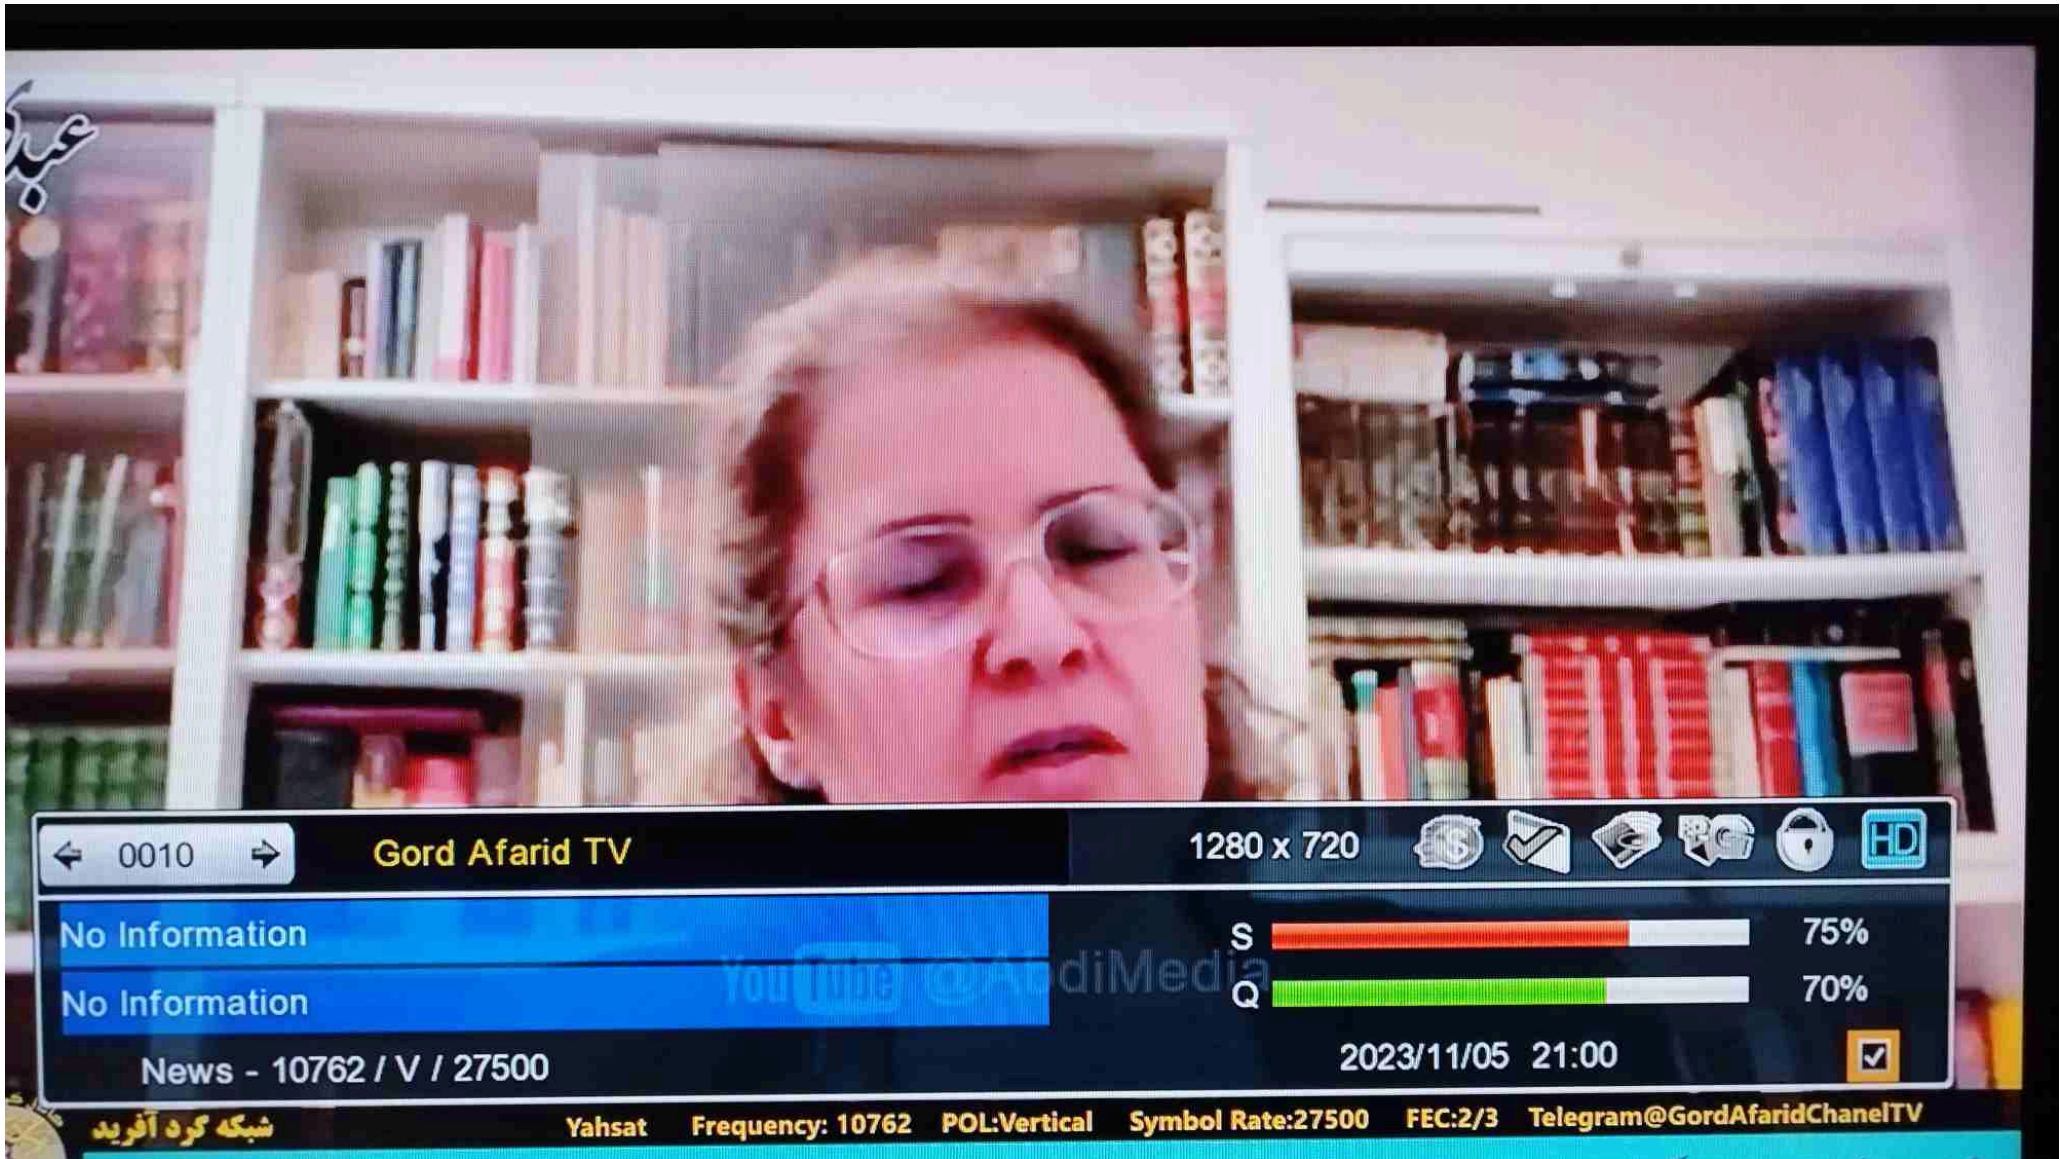 عبدی
0010
Gord Afarid TV
1280 x 720
HD
No Information
S 75%
YouTube @AbdiMedia
No Information
Q 70%
News - 10762 / V / 27500
2023/11/05 21:00
شبکه گرد آفرید Yahsat Frequency: 10762 POL:Vertical Symbol Rate:27500 FEC:2/3 Telegram@GordAfaridChanelTV